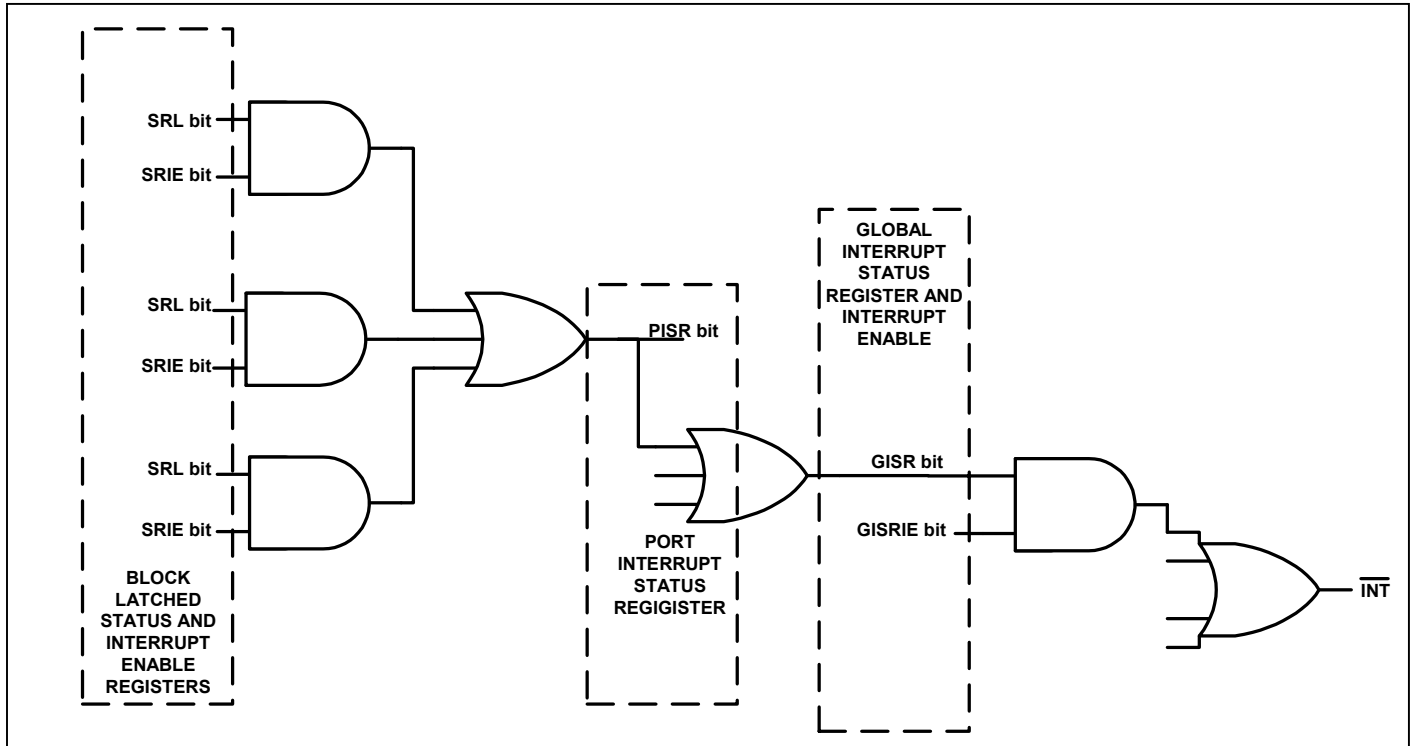 SRL bit
SRIE bit
SRL bit
SRIE bit
SRL bit
SRIE bit
BLOCK
LATCHED
STATUS AND
INTERRUPT
ENABLE
REGISTERS
PISR bit
PORT
INTERRUPT
STATUS
REGIGISTER
GLOBAL
INTERRUPT
STATUS
REGISTER AND
INTERRUPT
ENABLE
GISR bit
GISRIE bit
INT